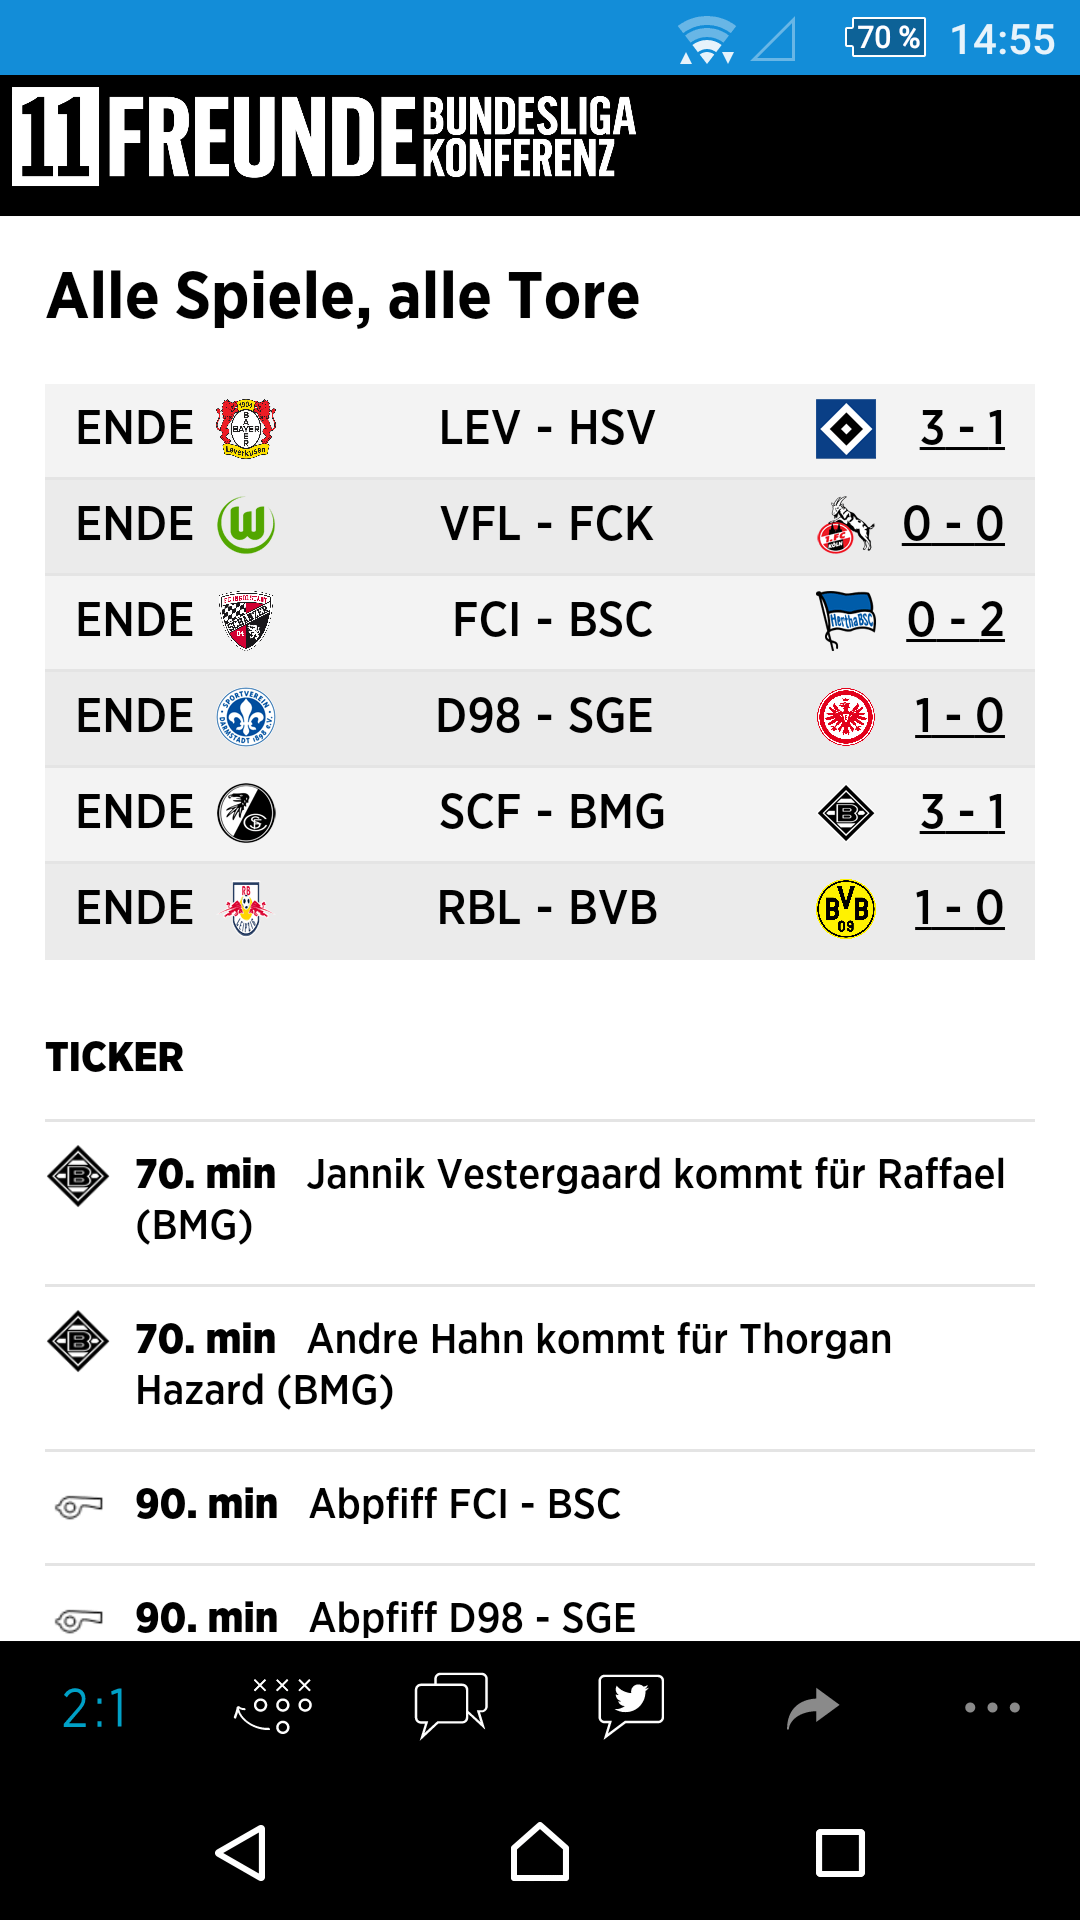 70 % 14:55
11 FREUNDE BUNDESLIGA KONFERENZ
Alle Spiele, alle Tore
ENDE LEV - HSV 3 - 1
ENDE VFL - FCK 0 - 0
ENDE FCI - BSC 0 - 2
ENDE D98 - SGE 1 - 0
ENDE SCF - BMG 3 - 1
ENDE RBL - BVB 1 - 0
TICKER
70. min Jannik Vestergaard kommt für Raffael
(BMG)
70. min Andre Hahn kommt für Thorgan
Hazard (BMG)
90. min Abpfiff FCI - BSC
90. min Abpfiff D98 - SGE
2:1